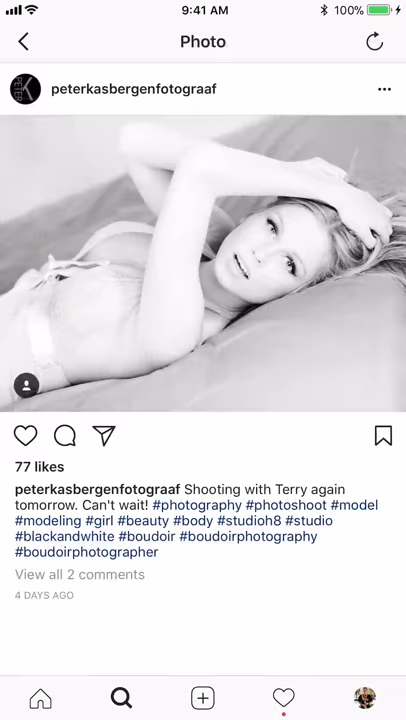 9:41 AM
100%
Photo
PETER K
peterkasbergenfotograaf
77 likes
peterkasbergenfotograaf Shooting with Terry again
tomorrow. Can't wait! #photography #photoshoot #model
#modeling #girl #beauty #body #studioh8 #studio
#blackandwhite #boudoir #boudoirphotography
#boudoirphotographer
View all 2 comments
4 DAYS AGO